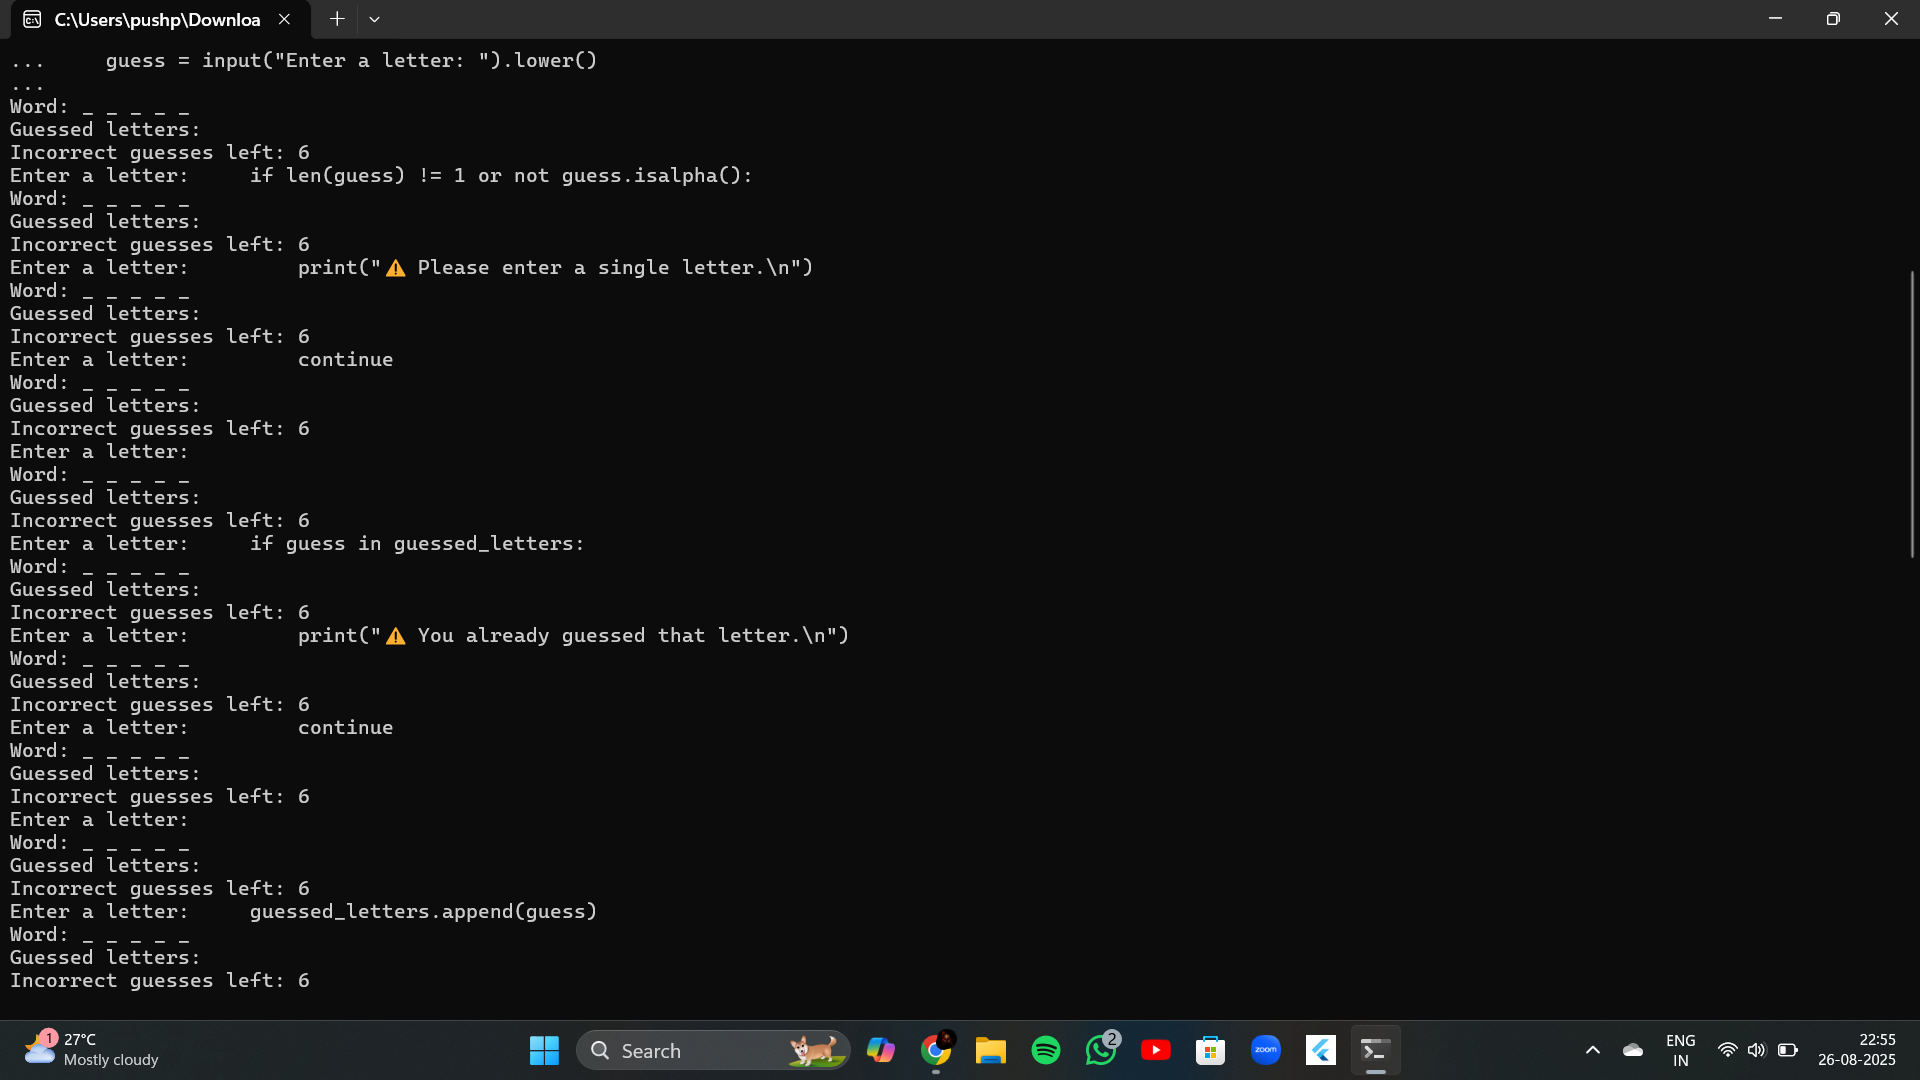 C:\Users\pushp\Downloa
...     guess = input("Enter a letter: ").lower()
...
Word: _ _ _ _ _
Guessed letters:
Incorrect guesses left: 6
Enter a letter:     if len(guess) != 1 or not guess.isalpha():
Word: _ _ _ _ _
Guessed letters:
Incorrect guesses left: 6
Enter a letter:         print("⚠️ Please enter a single letter.\n")
Word: _ _ _ _ _
Guessed letters:
Incorrect guesses left: 6
Enter a letter:         continue
Word: _ _ _ _ _
Guessed letters:
Incorrect guesses left: 6
Enter a letter:
Word: _ _ _ _ _
Guessed letters:
Incorrect guesses left: 6
Enter a letter:     if guess in guessed_letters:
Word: _ _ _ _ _
Guessed letters:
Incorrect guesses left: 6
Enter a letter:         print("⚠️ You already guessed that letter.\n")
Word: _ _ _ _ _
Guessed letters:
Incorrect guesses left: 6
Enter a letter:         continue
Word: _ _ _ _ _
Guessed letters:
Incorrect guesses left: 6
Enter a letter:
Word: _ _ _ _ _
Guessed letters:
Incorrect guesses left: 6
Enter a letter:     guessed_letters.append(guess)
Word: _ _ _ _ _
Guessed letters:
Incorrect guesses left: 6
1
27°C
Mostly cloudy
Search
2
zoom
ENG
IN
22:55
26-08-2025